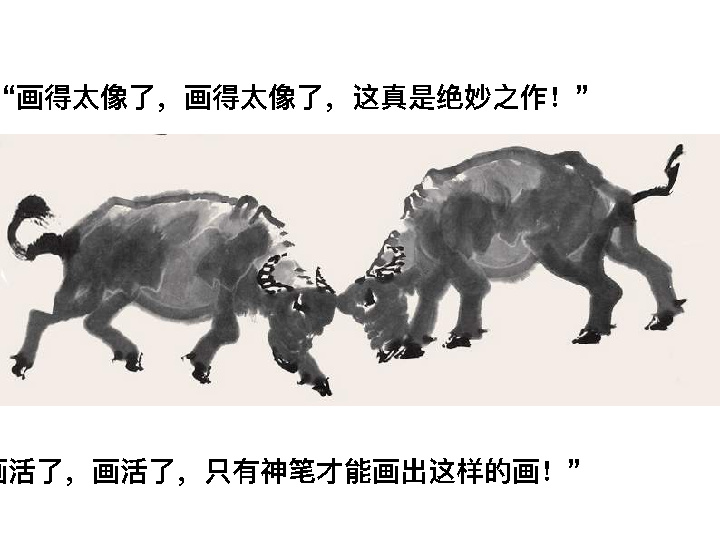 “画得太像了，画得太像了，这真是绝妙之作！”
画活了，画活了，只有神笔才能画出这样的画！”